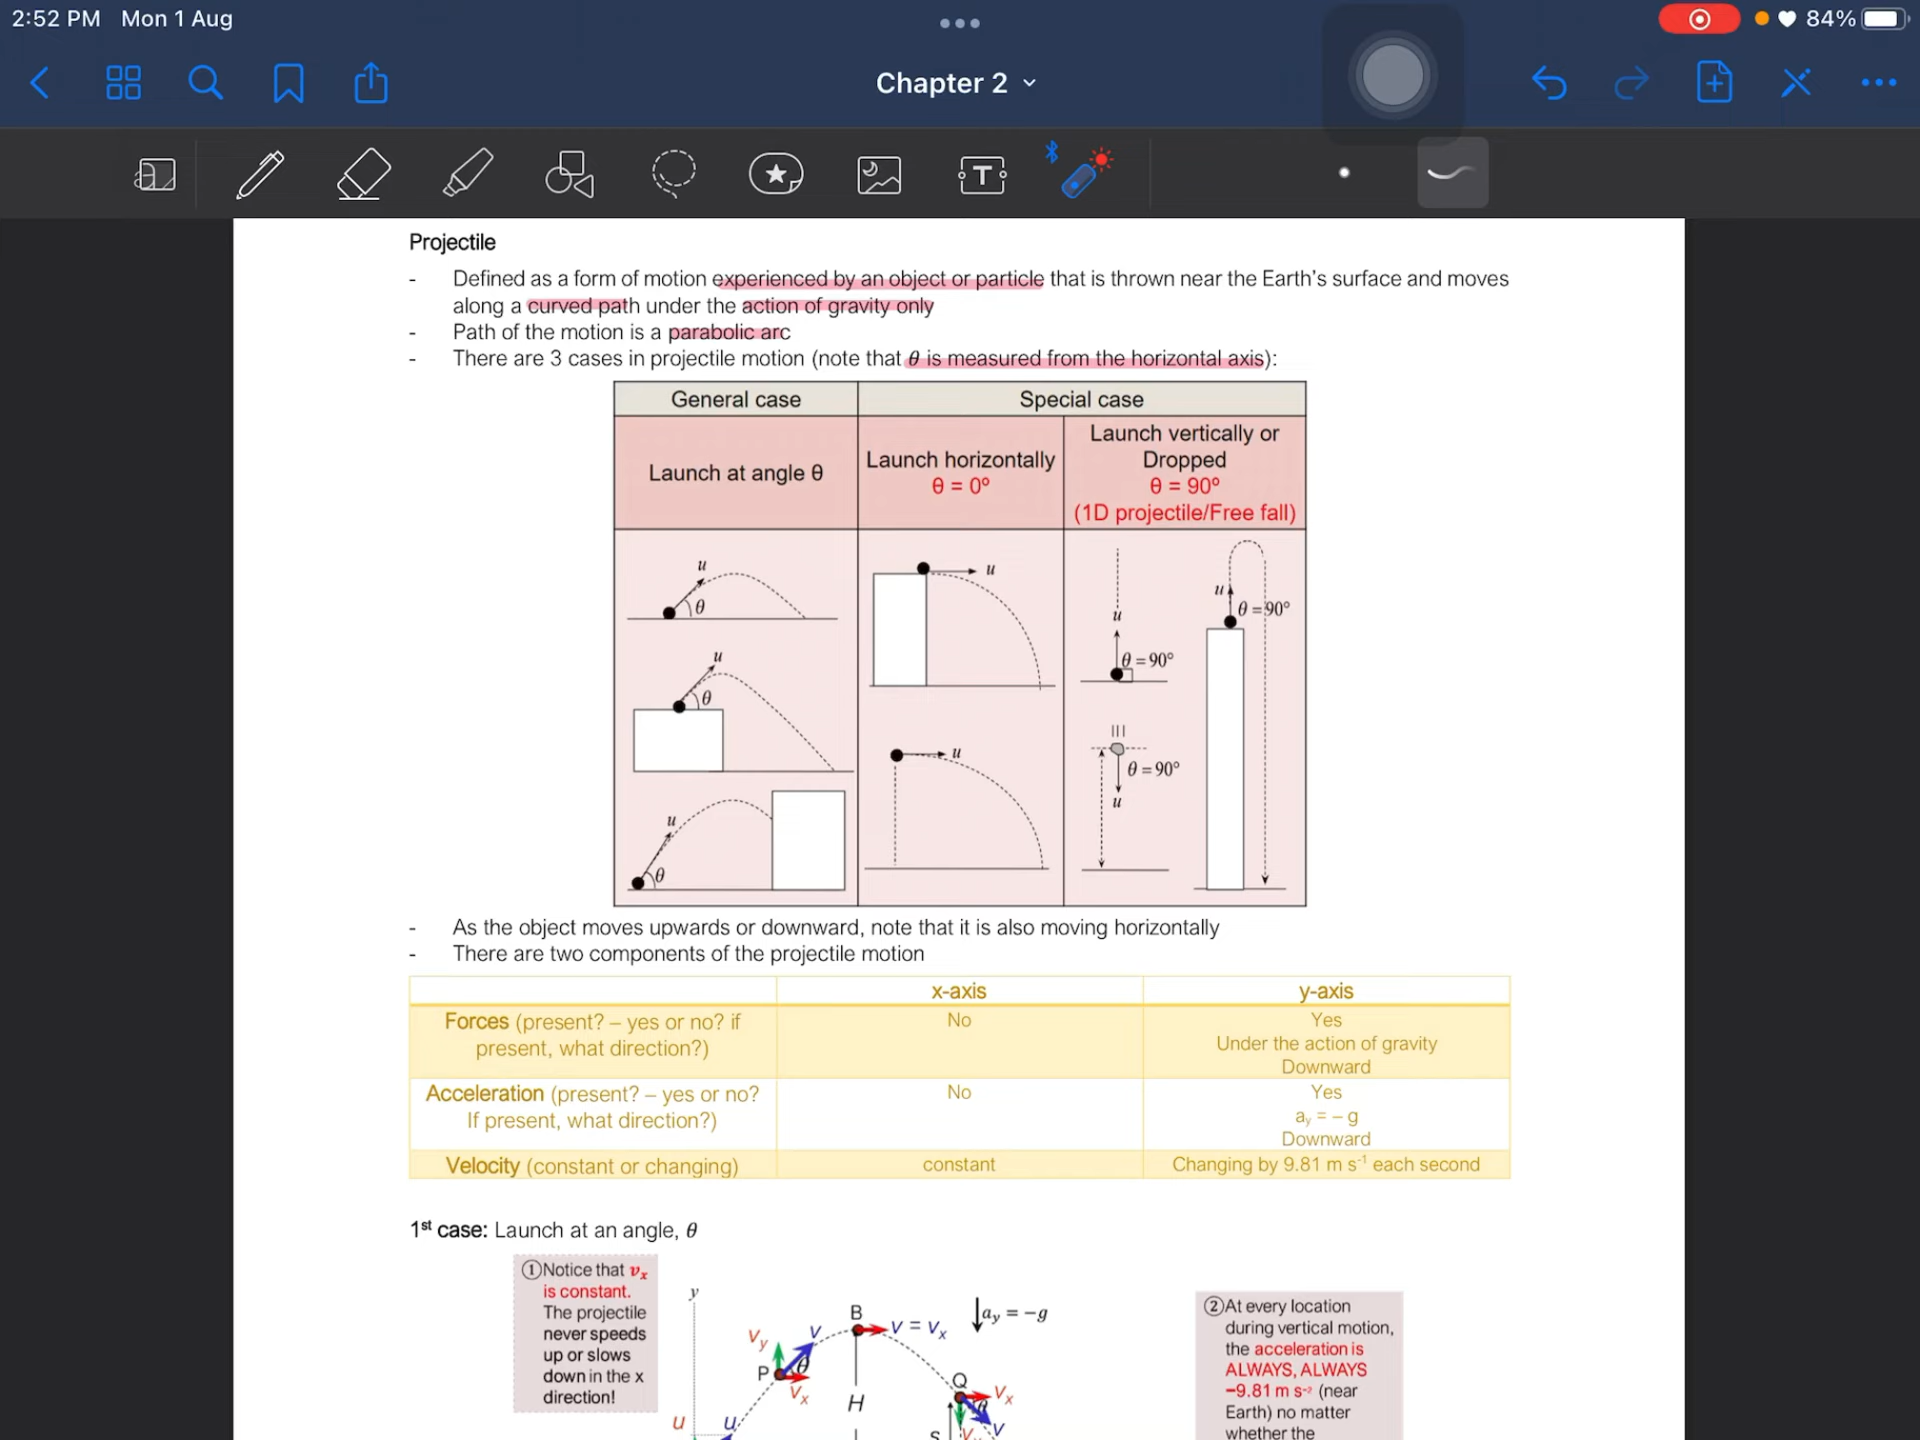 2:52 PM Mon 1 Aug
84%
Chapter 2
Projectile
- Defined as a form of motion experienced by an object or particle that is thrown near the Earth's surface and moves
along a curved path under the action of gravity only
- Path of the motion is a parabolic arc
- There are 3 cases in projectile motion (note that θ is measured from the horizontal axis):
General case Special case
Launch at angle θ
Launch horizontally
θ = 0º
Launch vertically or
Dropped
θ = 90º
(1D projectile/Free fall)
u
θ
u
θ
u
θ
u
u
u
θ = 90°
θ = 90°
u
u
θ = 90°
- As the object moves upwards or downward, note that it is also moving horizontally
- There are two components of the projectile motion
x-axis y-axis
Forces (present? – yes or no? if
present, what direction?)
No
Yes
Under the action of gravity
Downward
Acceleration (present? – yes or no?
If present, what direction?)
No
Yes
aᵧ = – g
Downward
Velocity (constant or changing) constant Changing by 9.81 m s⁻¹ each second
1st case: Launch at an angle, θ
①Notice that vₓ
is constant.
The projectile
never speeds
up or slows
down in the x
direction!
y
B
v = vₓ
aᵧ = −g
vᵧ
v
P
θ
vₓ
H
Q
vₓ
θ
v
s
u
u
②At every location
during vertical motion,
the acceleration is
ALWAYS, ALWAYS
−9.81 m s⁻² (near
Earth) no matter
whether the